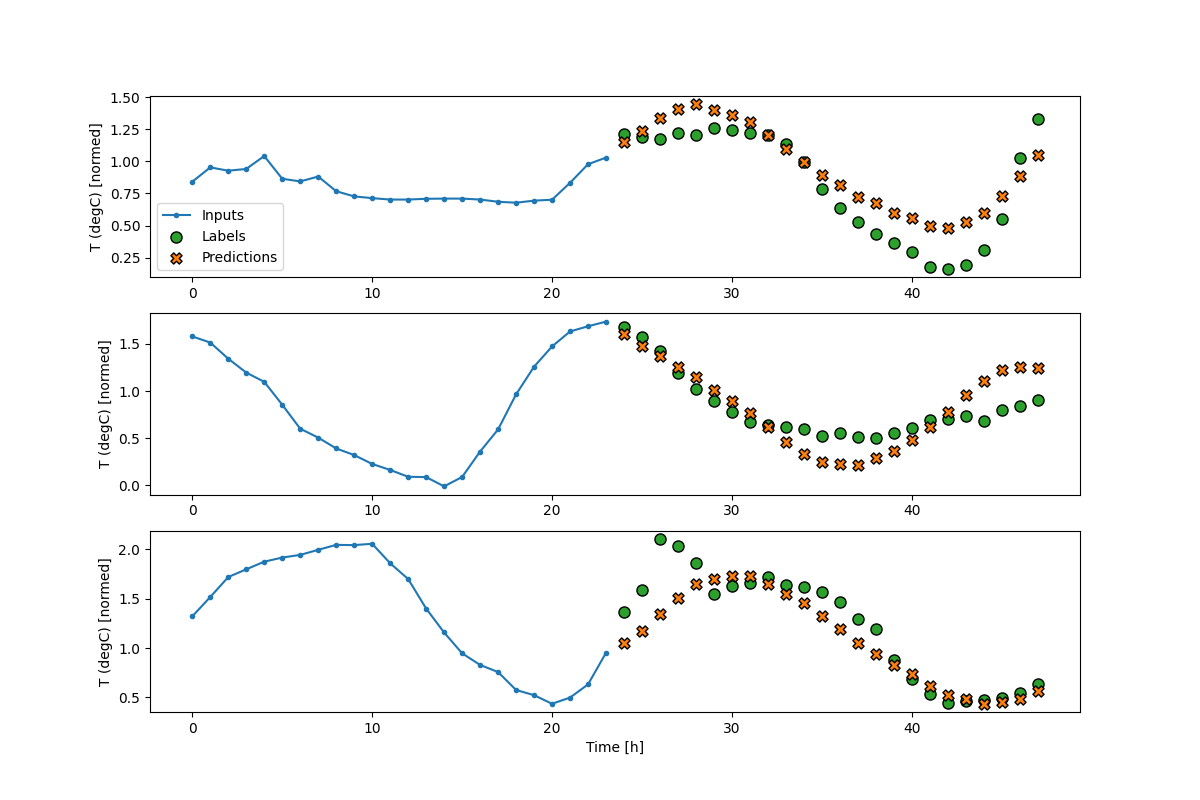 T (degC) [normed]
1.50
1.25
1.00
0.75
0.50
0.25
Inputs
Labels
Predictions
0 10 20 30 40
T (degC) [normed]
1.5
1.0
0.5
0.0
0 10 20 30 40
T (degC) [normed]
2.0
1.5
1.0
0.5
0 10 20 30 40
Time [h]